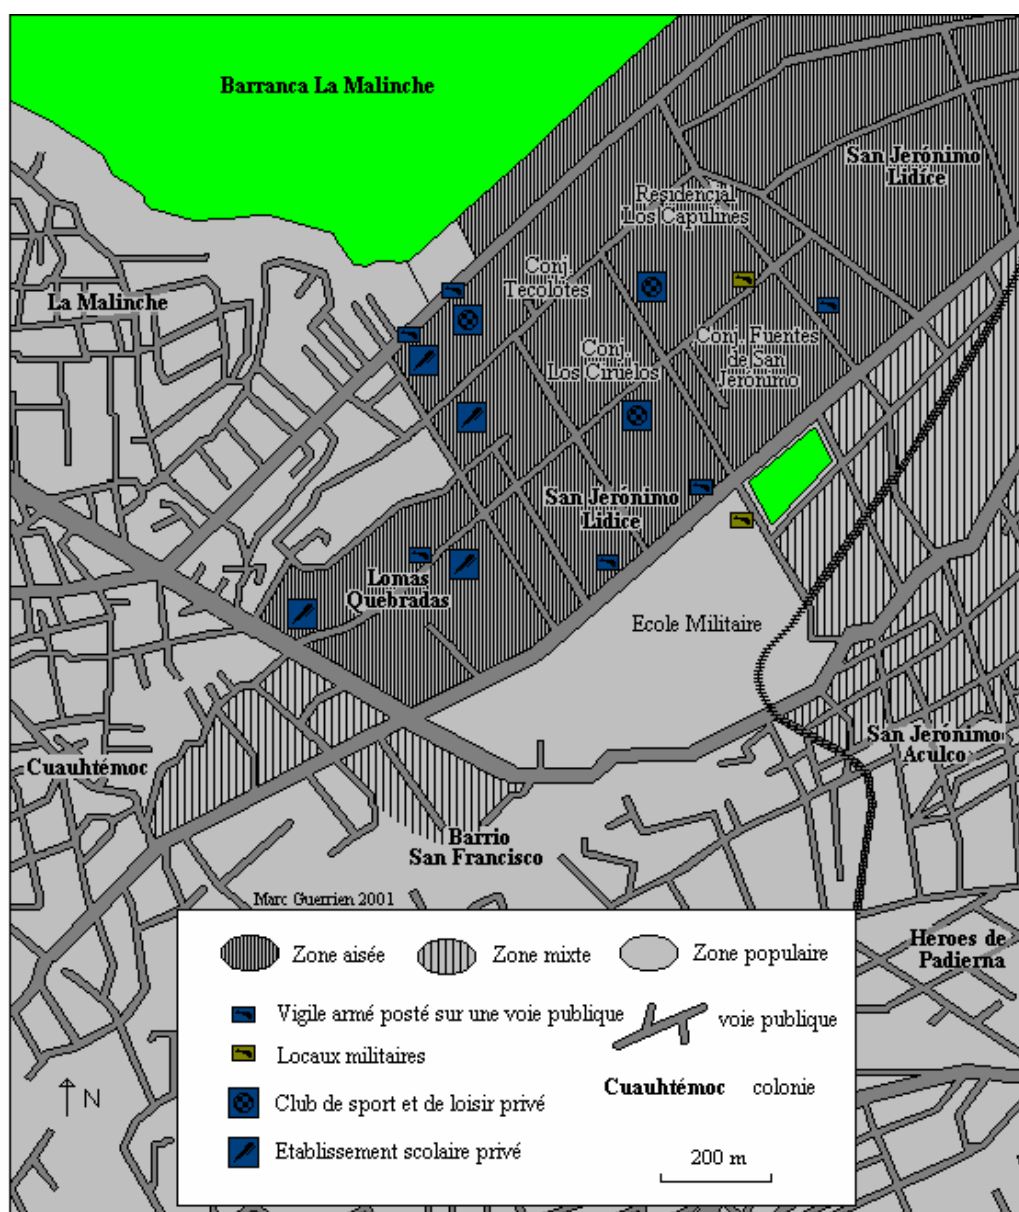 Barranca La Malinche
San Jerónimo
Lidíce
Residencial
Los Capulines
Conj.
Tecolotes
La Malinche
Conj.
Los Ciruelos
Conj. Fuentes
de San
Jerónimo
San Jerónimo
Lidice
Lomas
Quebradas
Ecole Militaire
San Jerónimo
Aculco
Cuauhtémoc
Barrio
San Francisco
Marc Guerrien 2001
Heroes de
Padierna
Zone aisée
Zone mixte
Zone populaire
Vigile armé posté sur une voie publique
voie publique
Locaux militaires
Cuauhtémoc colonie
Club de sport et de loisir privé
Etablissement scolaire privé
200 m
N